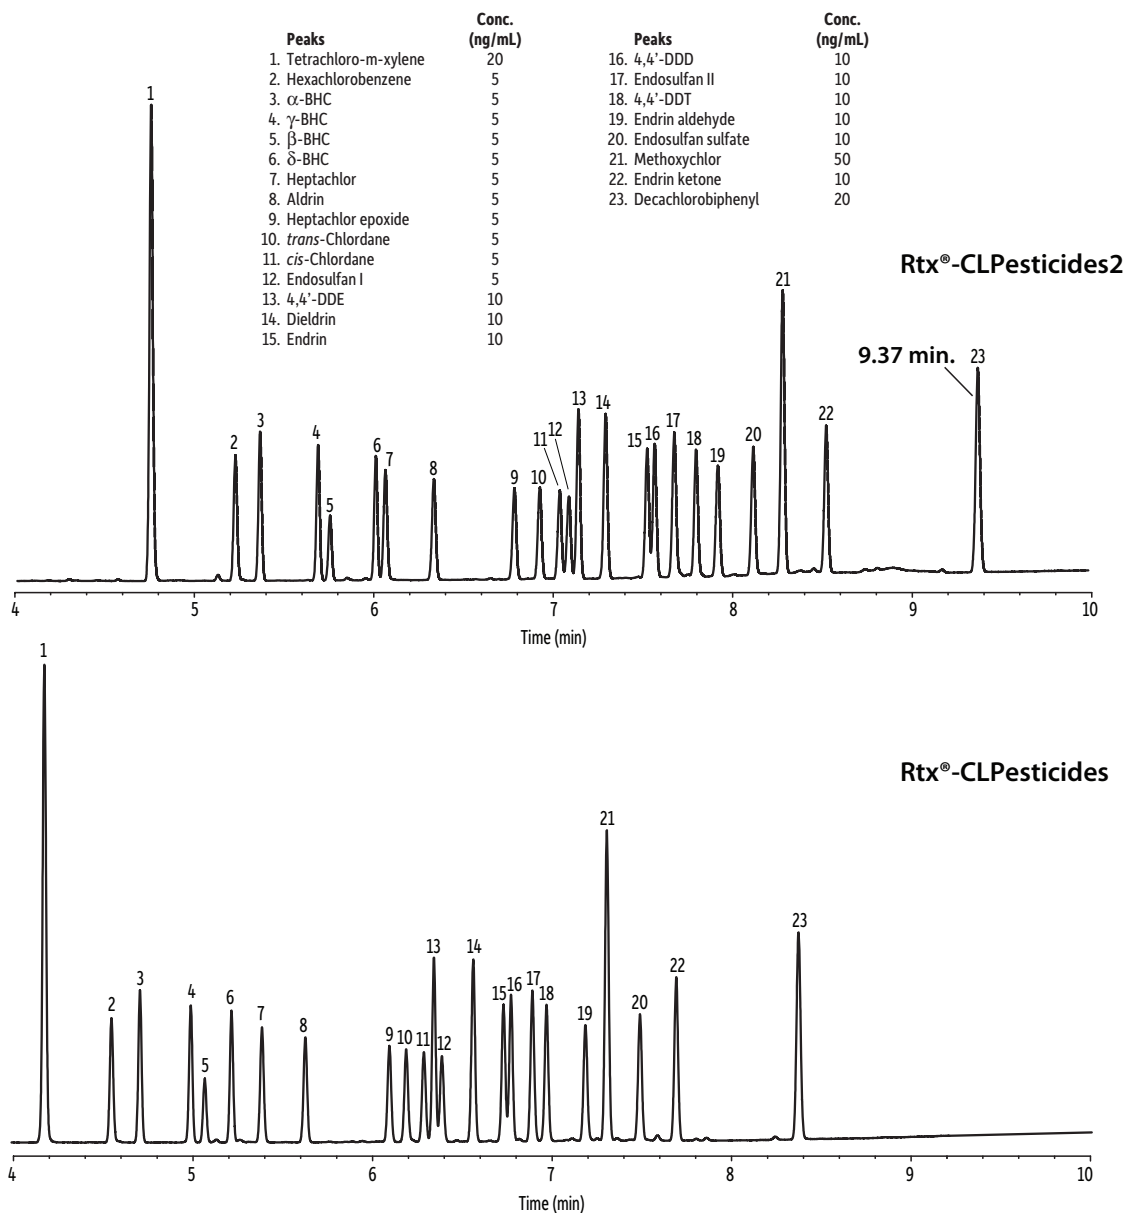 Peaks Conc. (ng/mL)
1. Tetrachloro-m-xylene 20
2. Hexachlorobenzene 5
3. α-BHC 5
4. γ-BHC 5
5. β-BHC 5
6. δ-BHC 5
7. Heptachlor 5
8. Aldrin 5
9. Heptachlor epoxide 5
10. trans-Chlordane 5
11. cis-Chlordane 5
12. Endosulfan I 5
13. 4,4'-DDE 10
14. Dieldrin 10
15. Endrin 10
Peaks Conc. (ng/mL)
16. 4,4'-DDD 10
17. Endosulfan II 10
18. 4,4'-DDT 10
19. Endrin aldehyde 10
20. Endosulfan sulfate 10
21. Methoxychlor 50
22. Endrin ketone 10
23. Decachlorobiphenyl 20
Rtx®-CLPesticides2
9.37 min.
1 2 3 4 5 6 7 8 9 10 11 12 13 14 15 16 17 18 19 20 21 22 23
4 5 6 7 8 9 10
Time (min)
Rtx®-CLPesticides
1 2 3 4 5 6 7 8 9 10 11 13 12 14 15 16 17 18 19 21 20 22 23
4 5 6 7 8 9 10
Time (min)